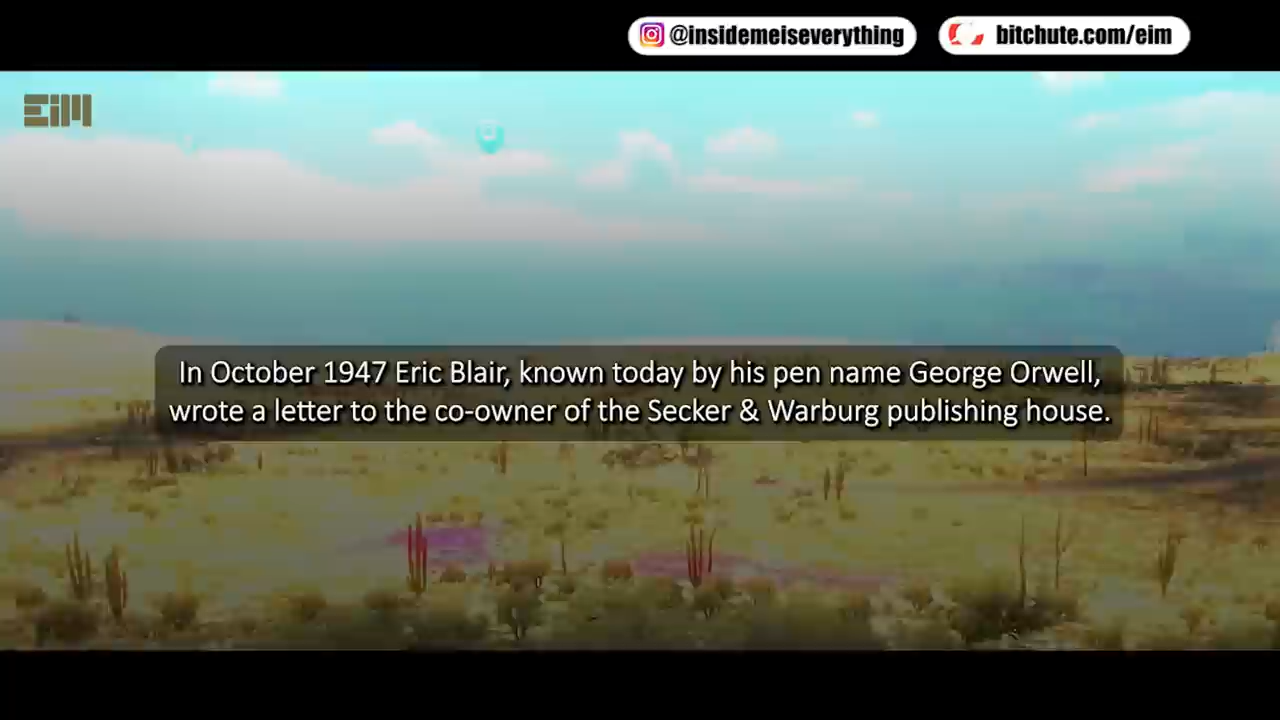 @insidemeiseverything
bitchute.com/eim
EiM
In October 1947 Eric Blair, known today by his pen name George Orwell,
wrote a letter to the co-owner of the Secker & Warburg publishing house.